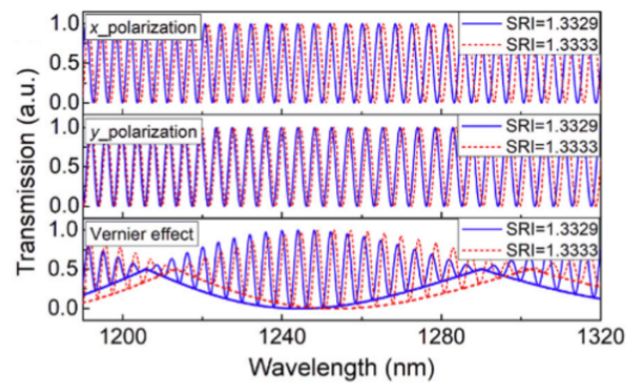 x_polarization
SRI=1.3329
SRI=1.3333
1.0
0.5
0.0
y_polarization
SRI=1.3329
SRI=1.3333
1.0
0.5
0.0
Vernier effect
SRI=1.3329
SRI=1.3333
1.0
0.5
0.0
Transmission (a.u.)
1200 1240 1280 1320
Wavelength (nm)